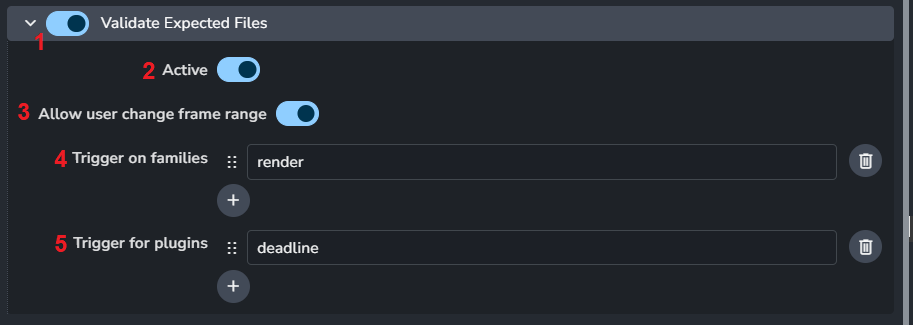 Validate Expected Files
1
2 Active
3 Allow user change frame range
4 Trigger on families render
+
5 Trigger for plugins deadline
+